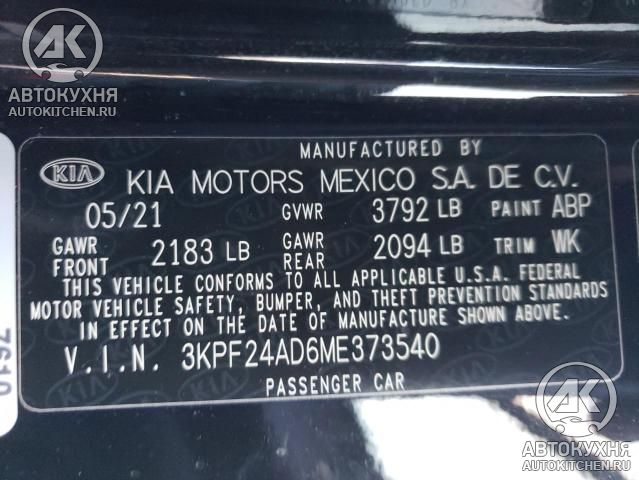 АВТОКУХНЯ
AUTOKITCHEN.RU
АВТОКУХНЯ
AUTOKITCHEN.RU
MANUFACTURED BY
KIA KIA MOTORS MEXICO S.A. DE C.V.
05/21 GVWR 3792 LB PAINT ABP
GAWR FRONT 2183 LB GAWR REAR 2094 LB TRIM WK
THIS VEHICLE CONFORMS TO ALL APPLICABLE U.S.A. FEDERAL
MOTOR VEHICLE SAFETY, BUMPER, AND THEFT PREVENTION STANDARDS
IN EFFECT ON THE DATE OF MANUFACTURE SHOWN ABOVE.
V.I.N. 3KPF24AD6ME373540
PASSENGER CAR
АВТОКУХНЯ
AUTOKITCHEN.RU